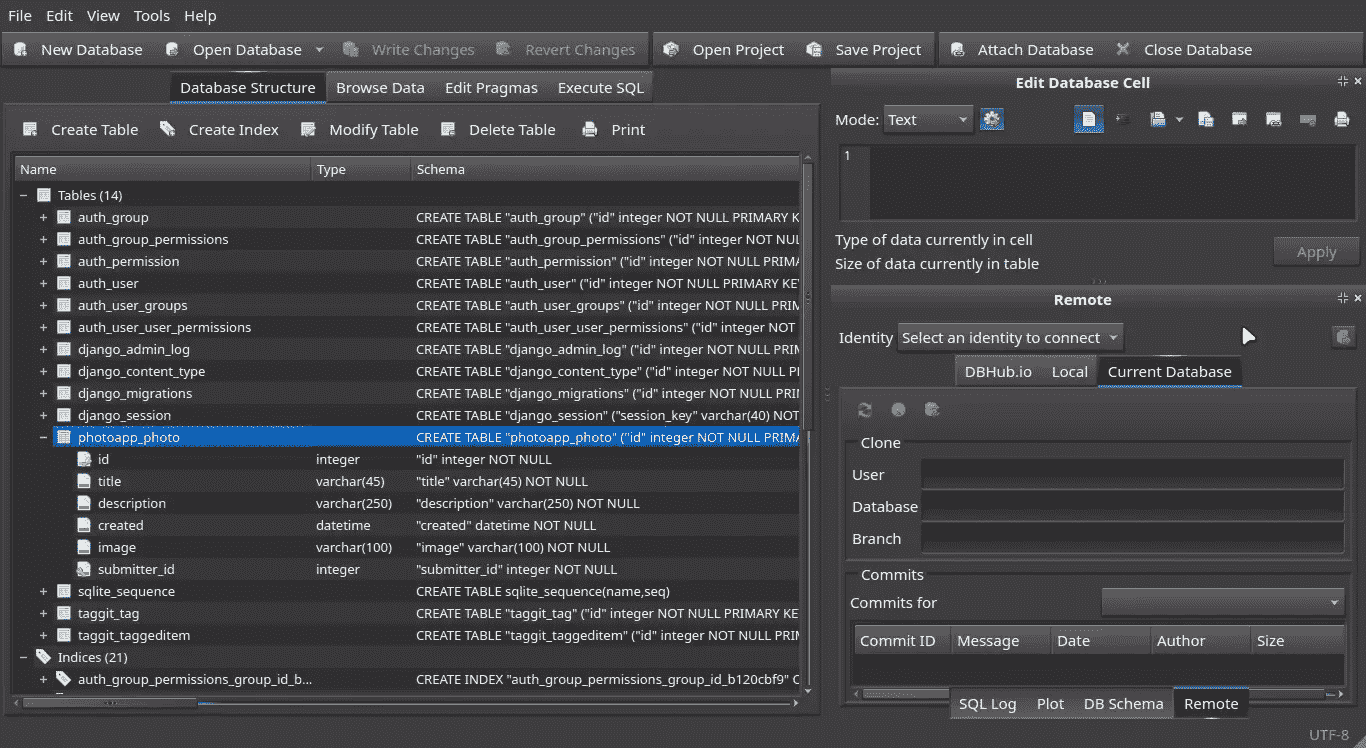 File Edit View Tools Help
New Database Open Database Write Changes Revert Changes Open Project Save Project Attach Database Close Database
Database Structure Browse Data Edit Pragmas Execute SQL
Create Table Create Index Modify Table Delete Table Print
Name Type Schema
Tables (14)
auth_group CREATE TABLE "auth_group" ("id" integer NOT NULL PRIMARY K
auth_group_permissions CREATE TABLE "auth_group_permissions" ("id" integer NOT NUL
auth_permission CREATE TABLE "auth_permission" ("id" integer NOT NULL PRIMA
auth_user CREATE TABLE "auth_user" ("id" integer NOT NULL PRIMARY KEY
auth_user_groups CREATE TABLE "auth_user_groups" ("id" integer NOT NULL PRIM
auth_user_user_permissions CREATE TABLE "auth_user_user_permissions" ("id" integer NOT
django_admin_log CREATE TABLE "django_admin_log" ("id" integer NOT NULL PRIM
django_content_type CREATE TABLE "django_content_type" ("id" integer NOT NULL PI
django_migrations CREATE TABLE "django_migrations" ("id" integer NOT NULL PRIM
django_session CREATE TABLE "django_session" ("session_key" varchar(40) NOT
photoapp_photo CREATE TABLE "photoapp_photo" ("id" integer NOT NULL PRIMA
id integer "id" integer NOT NULL
title varchar(45) "title" varchar(45) NOT NULL
description varchar(250) "description" varchar(250) NOT NULL
created datetime "created" datetime NOT NULL
image varchar(100) "image" varchar(100) NOT NULL
submitter_id integer "submitter_id" integer NOT NULL
sqlite_sequence CREATE TABLE sqlite_sequence(name,seq)
taggit_tag CREATE TABLE "taggit_tag" ("id" integer NOT NULL PRIMARY KE
taggit_taggeditem CREATE TABLE "taggit_taggeditem" ("id" integer NOT NULL PRIM
Indices (21)
auth_group_permissions_group_id_b... CREATE INDEX "auth_group_permissions_group_id_b120cbf9" O
Edit Database Cell
Mode: Text
1
Type of data currently in cell
Size of data currently in table
Apply
Remote
Identity Select an identity to connect
DBHub.io Local Current Database
Clone
User
Database
Branch
Commits
Commits for
Commit ID Message Date Author Size
SQL Log Plot DB Schema Remote
UTF-8